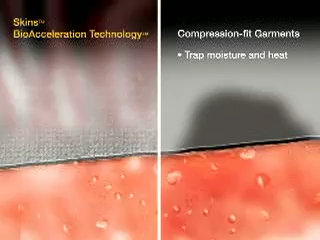 Skins™
BioAcceleration Technology™
Compression-fit Garments
• Trap moisture and heat